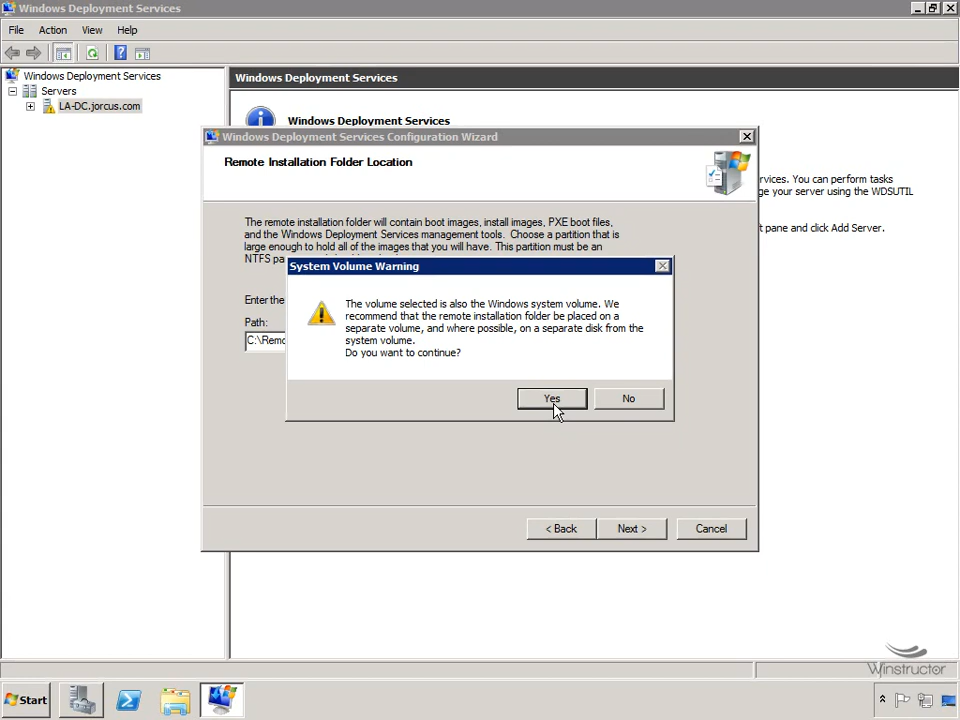 Windows Deployment Services
File Action View Help
Windows Deployment Services
Servers
LA-DC.jorcus.com
Windows Deployment Services
Windows Deployment Services
rvices. You can perform tasks
ge your server using the WDSUTIL
t pane and click Add Server.
Windows Deployment Services Configuration Wizard
Remote Installation Folder Location
The remote installation folder will contain boot images, install images, PXE boot files,
and the Windows Deployment Services management tools. Choose a partition that is
large enough to hold all of the images that you will have. This partition must be an
NTFS pa
Enter the
Path:
C:\Remo
System Volume Warning
The volume selected is also the Windows system volume. We
recommend that the remote installation folder be placed on a
separate volume, and where possible, on a separate disk from the
system volume.
Do you want to continue?
Yes No
< Back Next > Cancel
Winstructor
Start